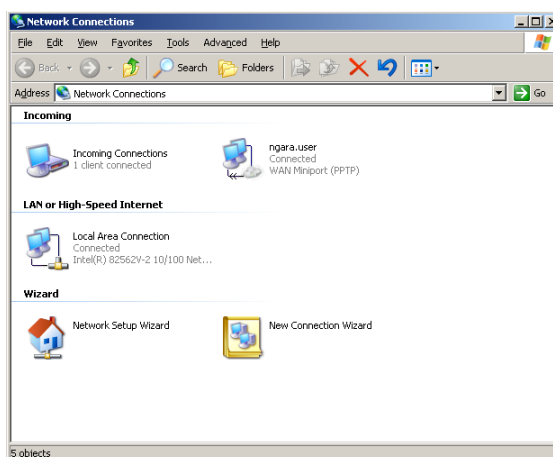 Network Connections
File Edit View Favorites Tools Advanced Help
Back Search Folders
Address Network Connections Go
Incoming
Incoming Connections
1 client connected
ngara.user
Connected
WAN Miniport (PPTP)
LAN or High-Speed Internet
Local Area Connection
Connected
Intel(R) 82562V-2 10/100 Net...
Wizard
Network Setup Wizard
New Connection Wizard
5 objects